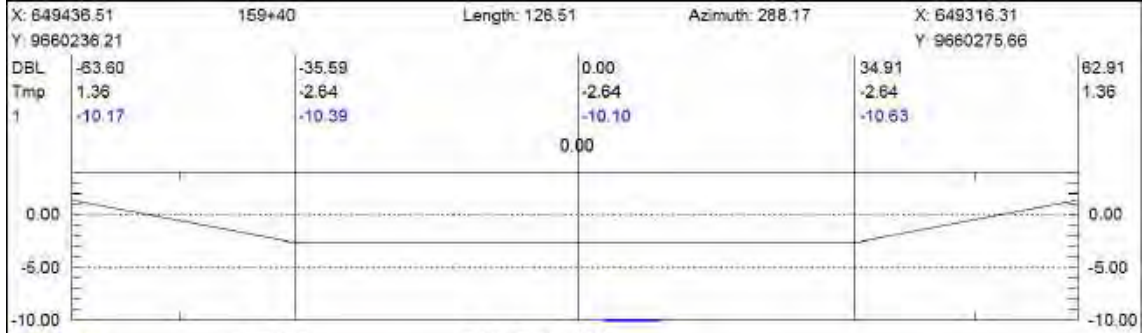 X: 649436.51 159+40 Length: 126.51 Azimuth: 288.17 X: 649316.31
Y: 9660236.21 Y: 9660275.66
DBL -63.60 -35.59 0.00 34.91 62.91
Tmp 1.36 -2.64 -2.64 -2.64 1.36
1 -10.17 -10.39 -10.10 -10.63
0.00
0.00 0.00
-5.00 -5.00
-10.00 -10.00